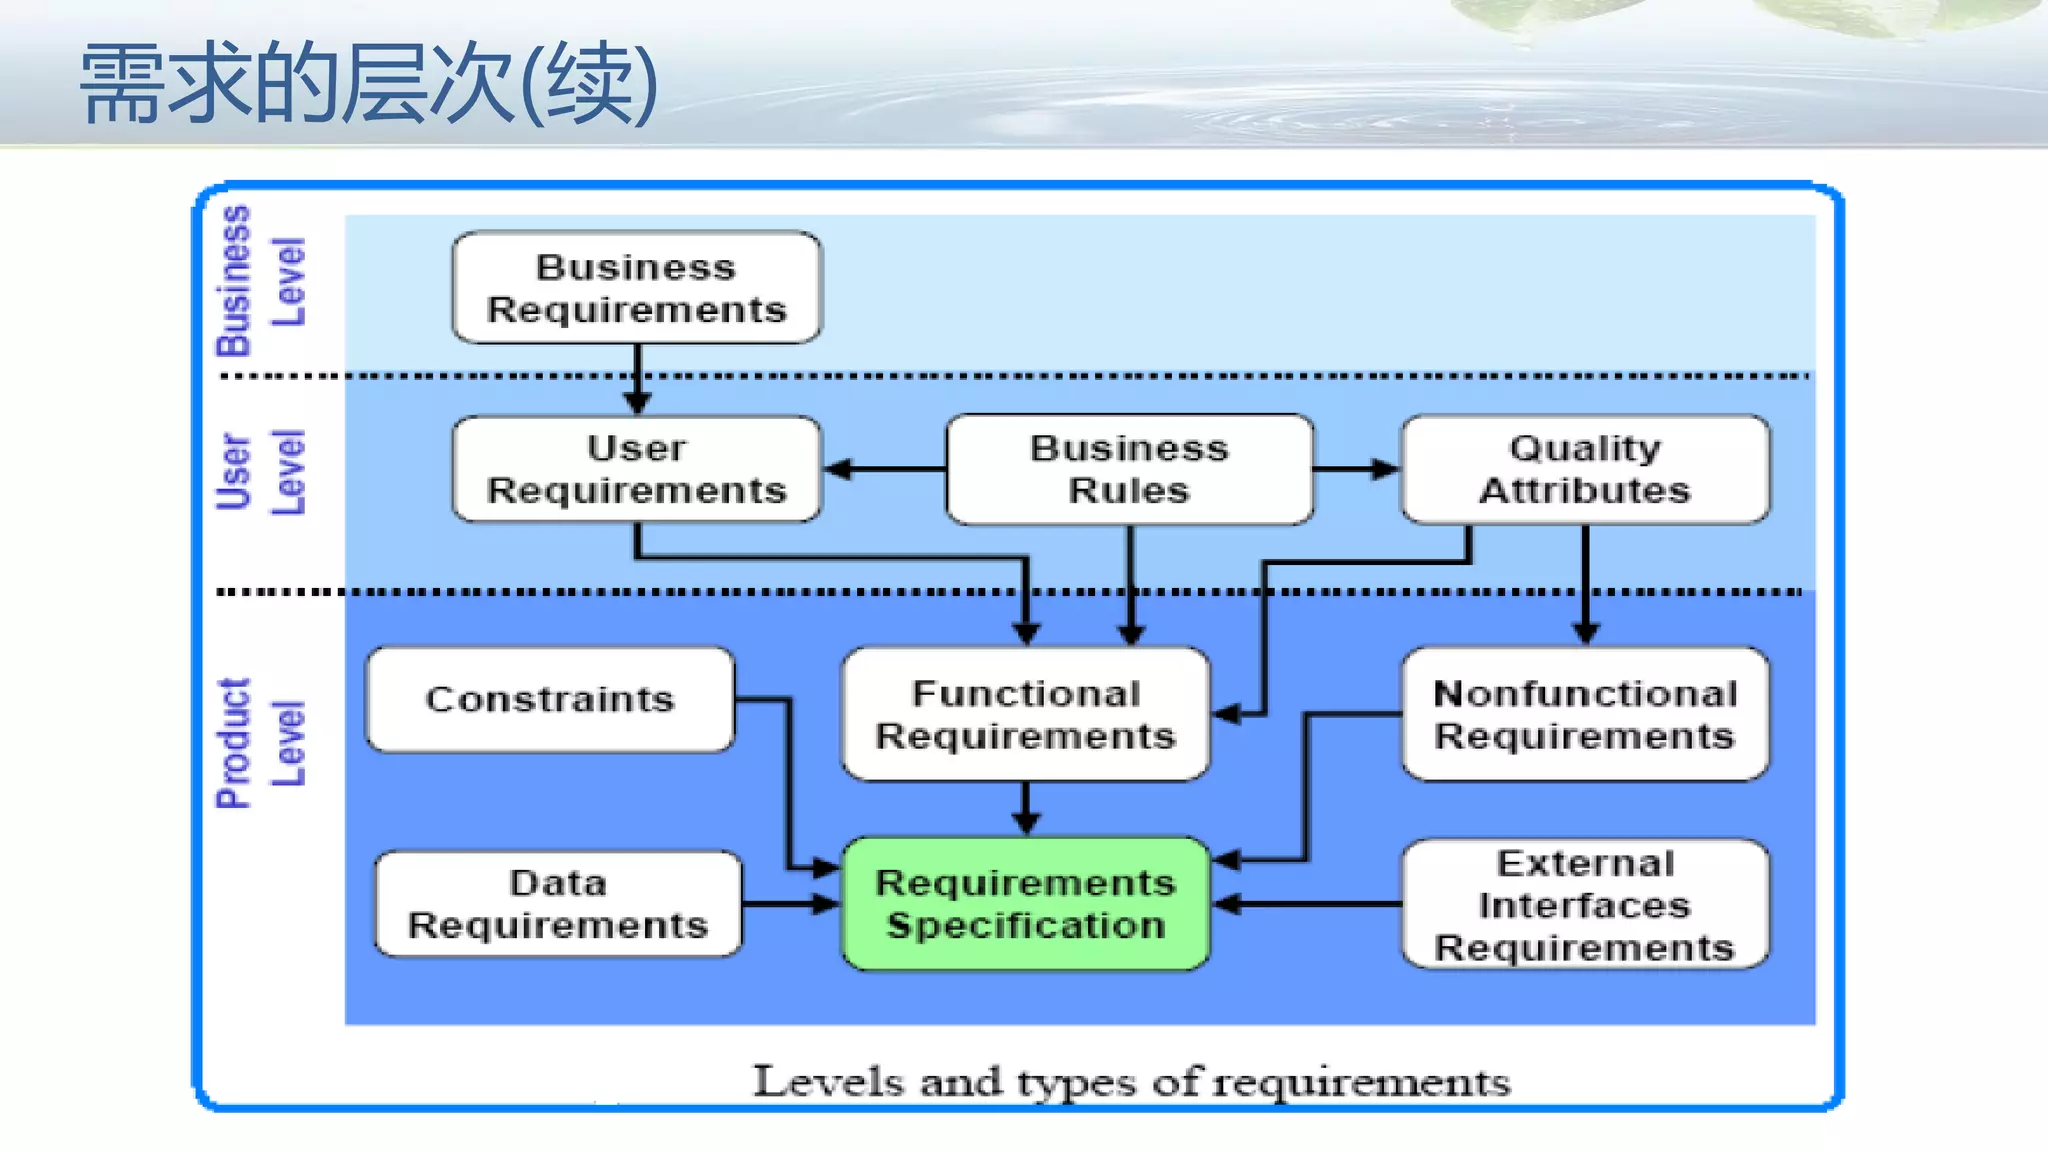 需求的层次(续)
Business
Level
Business
Requirements
User
Level
User
Requirements
Business
Rules
Quality
Attributes
Product
Level
Constraints
Functional
Requirements
Nonfunctional
Requirements
Data
Requirements
Requirements
Specification
External
Interfaces
Requirements
Levels and types of requirements